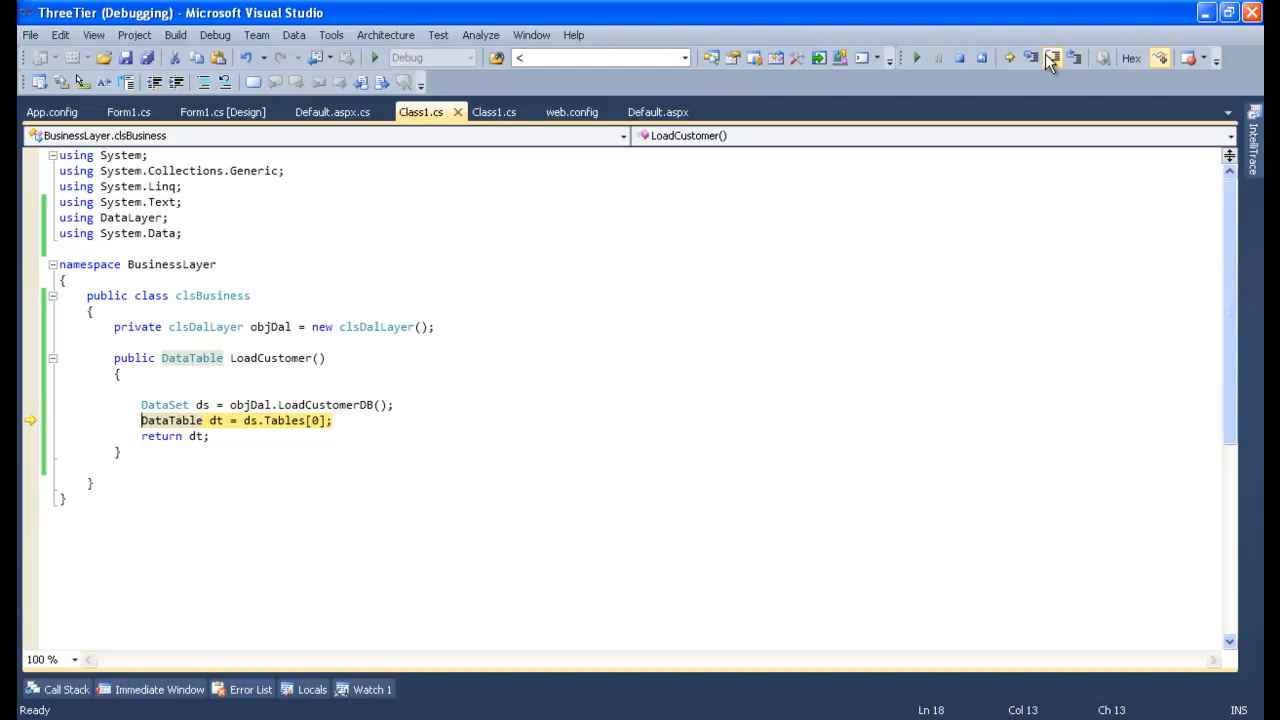 ThreeTier (Debugging) - Microsoft Visual Studio
File Edit View Project Build Debug Team Data Tools Architecture Test Analyze Window Help
Debug < Hex
App.config Form1.cs Form1.cs [Design] Default.aspx.cs Class1.cs Class1.cs web.config Default.aspx
BusinessLayer.clsBusiness LoadCustomer()
using System;
using System.Collections.Generic;
using System.Linq;
using System.Text;
using DataLayer;
using System.Data;
namespace BusinessLayer
{
public class clsBusiness
{
private clsDalLayer objDal = new clsDalLayer();
public DataTable LoadCustomer()
{
DataSet ds = objDal.LoadCustomerDB();
DataTable dt = ds.Tables[0];
return dt;
}
}
}
IntelliTrace
100 %
Call Stack Immediate Window Error List Locals Watch 1
Ready Ln 18 Col 13 Ch 13 INS